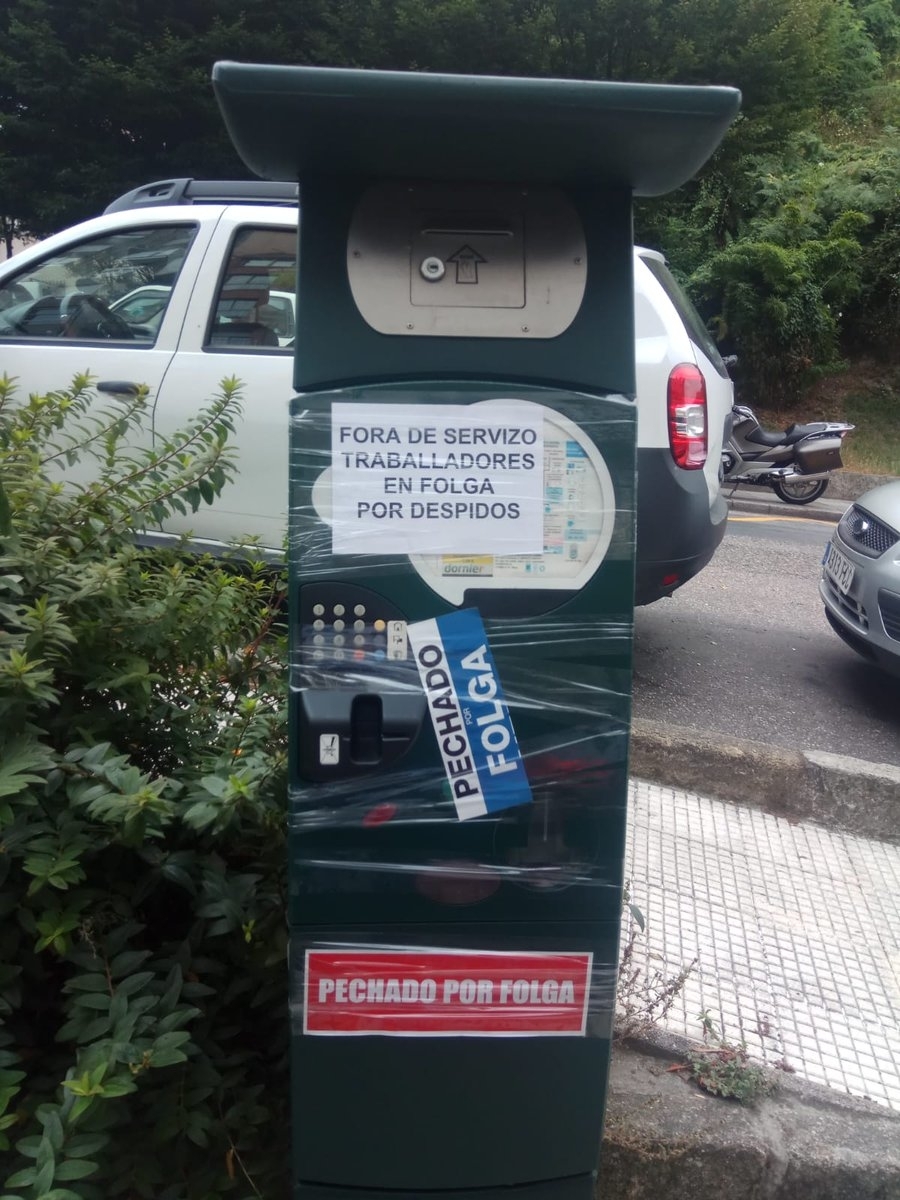 FORA DE SERVIZO
TRABALLADORES
EN FOLGA
POR DESPIDOS
dornier
PECHADO
POR
FOLGA
PECHADO POR FOLGA